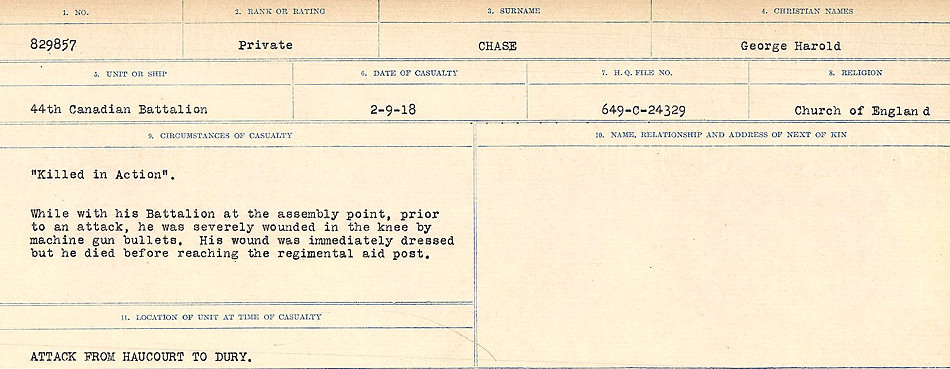 1. NO. 2. RANK OR RATING 3. SURNAME 4. CHRISTIAN NAMES
829857 Private CHASE George Harold
5. UNIT OR SHIP 6. DATE OF CASUALTY 7. H. Q. FILE NO. 8. RELIGION
44th Canadian Battalion 2-9-18 649-C-24329 Church of England
9. CIRCUMSTANCES OF CASUALTY 10. NAME, RELATIONSHIP AND ADDRESS OF NEXT OF KIN
"Killed in Action".
While with his Battalion at the assembly point, prior
to an attack, he was severely wounded in the knee by
machine gun bullets. His wound was immediately dressed
but he died before reaching the regimental aid post.
11. LOCATION OF UNIT AT TIME OF CASUALTY
ATTACK FROM HAUCOURT TO DURY.